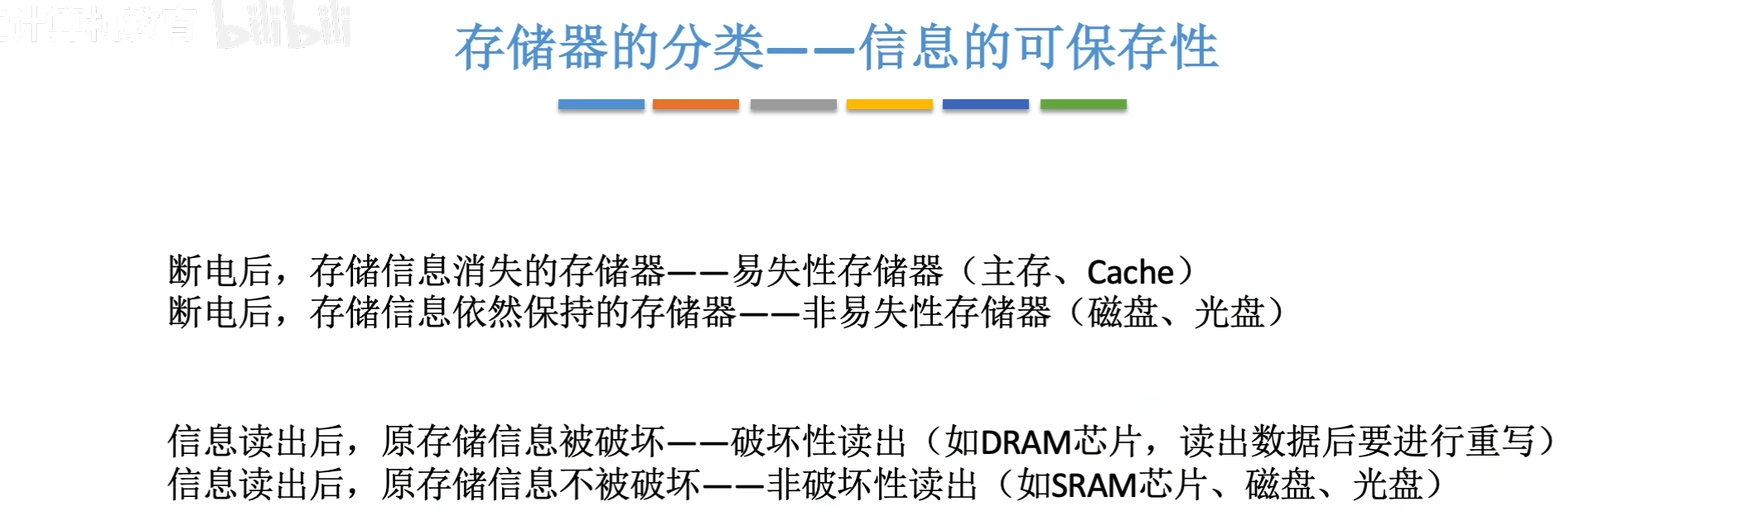 计算机教育 bilibili
存储器的分类——信息的可保存性
断电后，存储信息消失的存储器——易失性存储器（主存、Cache）
断电后，存储信息依然保持的存储器——非易失性存储器（磁盘、光盘）
信息读出后，原存储信息被破坏——破坏性读出（如DRAM芯片，读出数据后要进行重写）
信息读出后，原存储信息不被破坏——非破坏性读出（如SRAM芯片、磁盘、光盘）